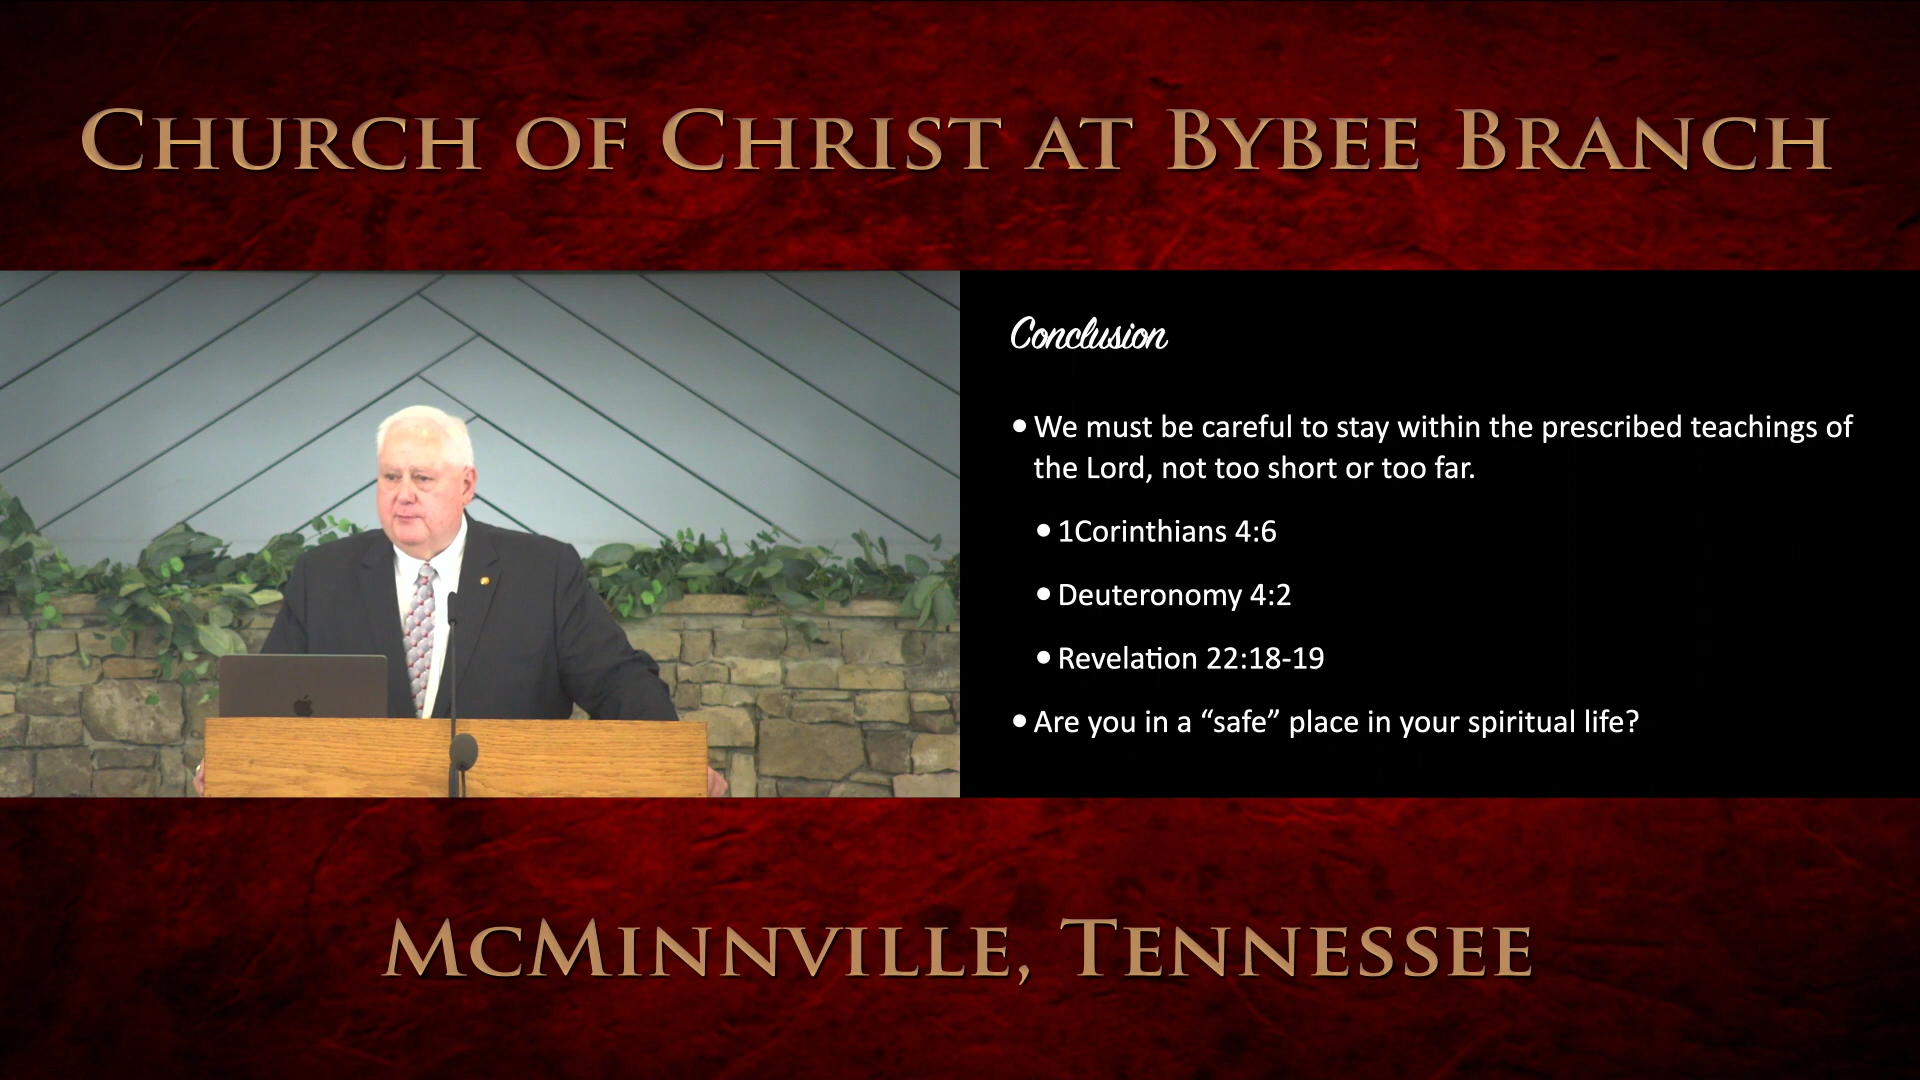 Church of Christ at Bybee Branch
Conclusion
• We must be careful to stay within the prescribed teachings of
the Lord, not too short or too far.
• 1Corinthians 4:6
• Deuteronomy 4:2
• Revelation 22:18-19
• Are you in a “safe” place in your spiritual life?
McMinnville, Tennessee